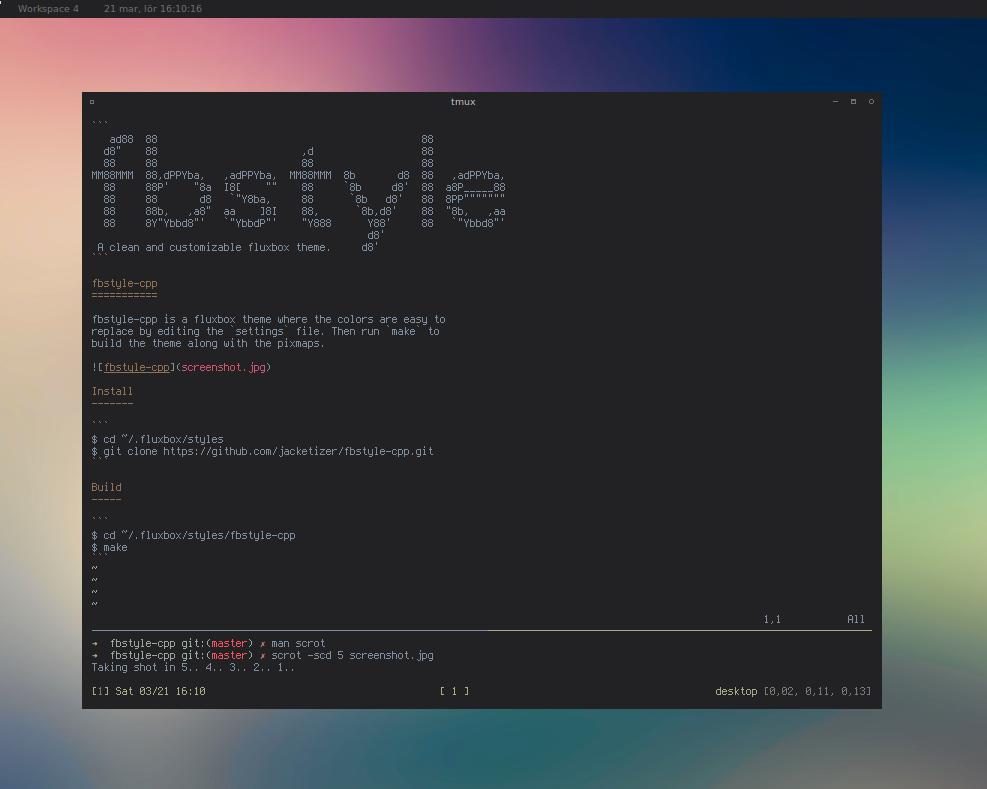 Workspace 4 21 mar, lör 16:10:16
tmux
```
   ad88  88                                            88
  d8"    88                        ,d                  88
  88     88                        88                  88
MM88MMM  88,dPPYba,   ,adPPYba,  MM88MMM  8b       d8  88   ,adPPYba,
  88     88P'    "8a  I8[    ""    88     `8b     d8'  88  a8P_____88
  88     88       d8   `"Y8ba,     88      `8b   d8'   88  8PP"""""""
  88     88b,   ,a8"  aa    ]8I    88,      `8b,d8'    88  "8b,   ,aa
  88     8Y"Ybbd8"'   `"YbbdP"'    "Y888      Y88'     88   `"Ybbd8"'
                                              d8'
 A clean and customizable fluxbox theme.     d8'
```
fbstyle-cpp
===========
fbstyle-cpp is a fluxbox theme where the colors are easy to
replace by editing the `settings` file. Then run `make` to
build the theme along with the pixmaps.
![fbstyle-cpp](screenshot.jpg)
Install
-------
```
$ cd ~/.fluxbox/styles
$ git clone https://github.com/jacketizer/fbstyle-cpp.git
```
Build
-----
```
$ cd ~/.fluxbox/styles/fbstyle-cpp
$ make
```
~
~
~
~
1,1 All
➜ fbstyle-cpp git:(master) ✗ man scrot
➜ fbstyle-cpp git:(master) ✗ scrot -scd 5 screenshot.jpg
Taking shot in 5.. 4.. 3.. 2.. 1..
[1] Sat 03/21 16:10 [ 1 ] desktop [0,02, 0,11, 0,13]